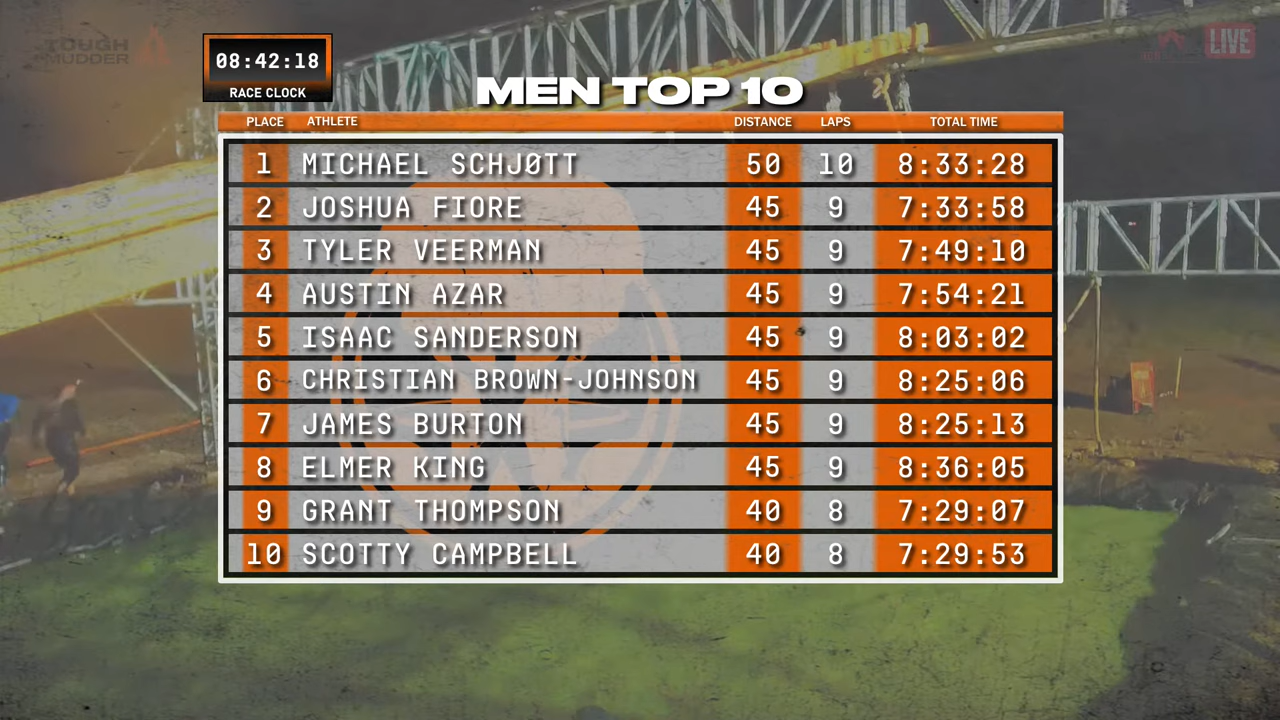 TOUGH
MUDDER
08:42:18
RACE CLOCK
LIVE
MEN TOP 10
PLACE ATHLETE DISTANCE LAPS TOTAL TIME
1 MICHAEL SCHJØTT 50 10 8:33:28
2 JOSHUA FIORE 45 9 7:33:58
3 TYLER VEERMAN 45 9 7:49:10
4 AUSTIN AZAR 45 9 7:54:21
5 ISAAC SANDERSON 45 9 8:03:02
6 CHRISTIAN BROWN-JOHNSON 45 9 8:25:06
7 JAMES BURTON 45 9 8:25:13
8 ELMER KING 45 9 8:36:05
9 GRANT THOMPSON 40 8 7:29:07
10 SCOTTY CAMPBELL 40 8 7:29:53